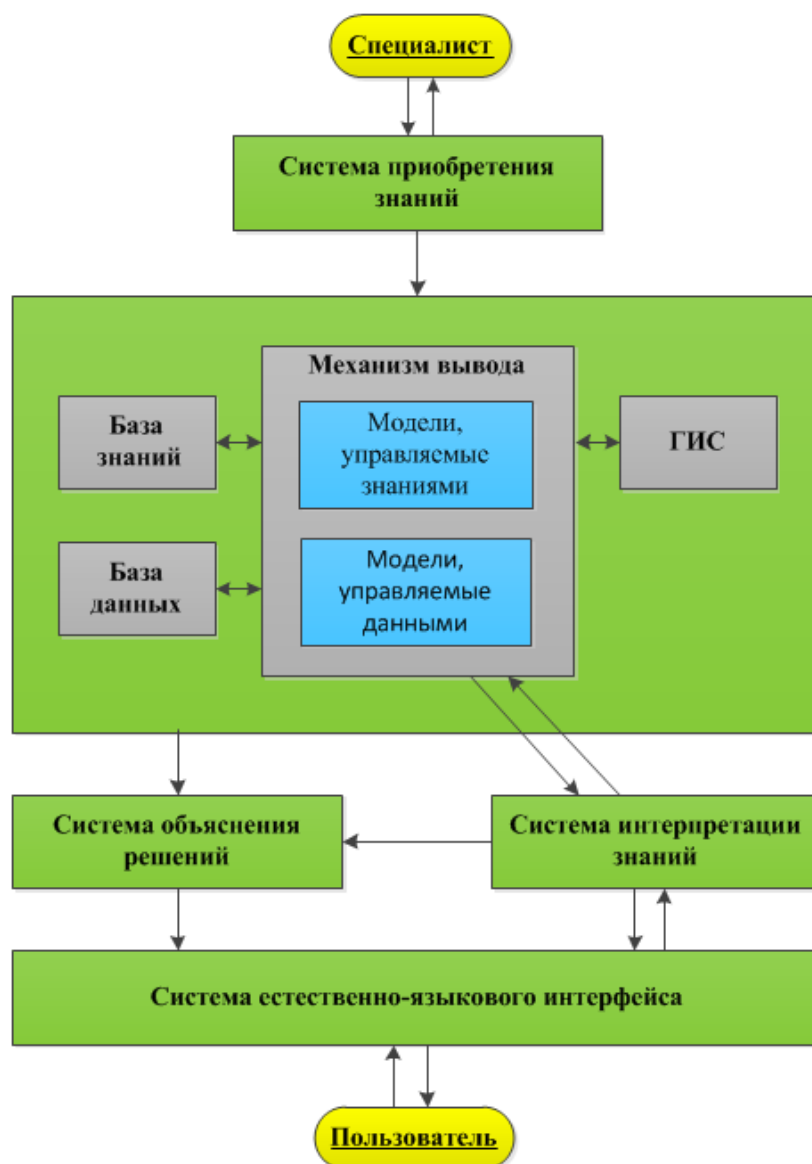 Специалист
Система приобретения
знаний
Механизм вывода
База
знаний
Модели,
управляемые
знаниями
ГИС
База
данных
Модели,
управляемые
данными
Система объяснения
решений
Система интерпретации
знаний
Система естественно-языкового интерфейса
Пользователь